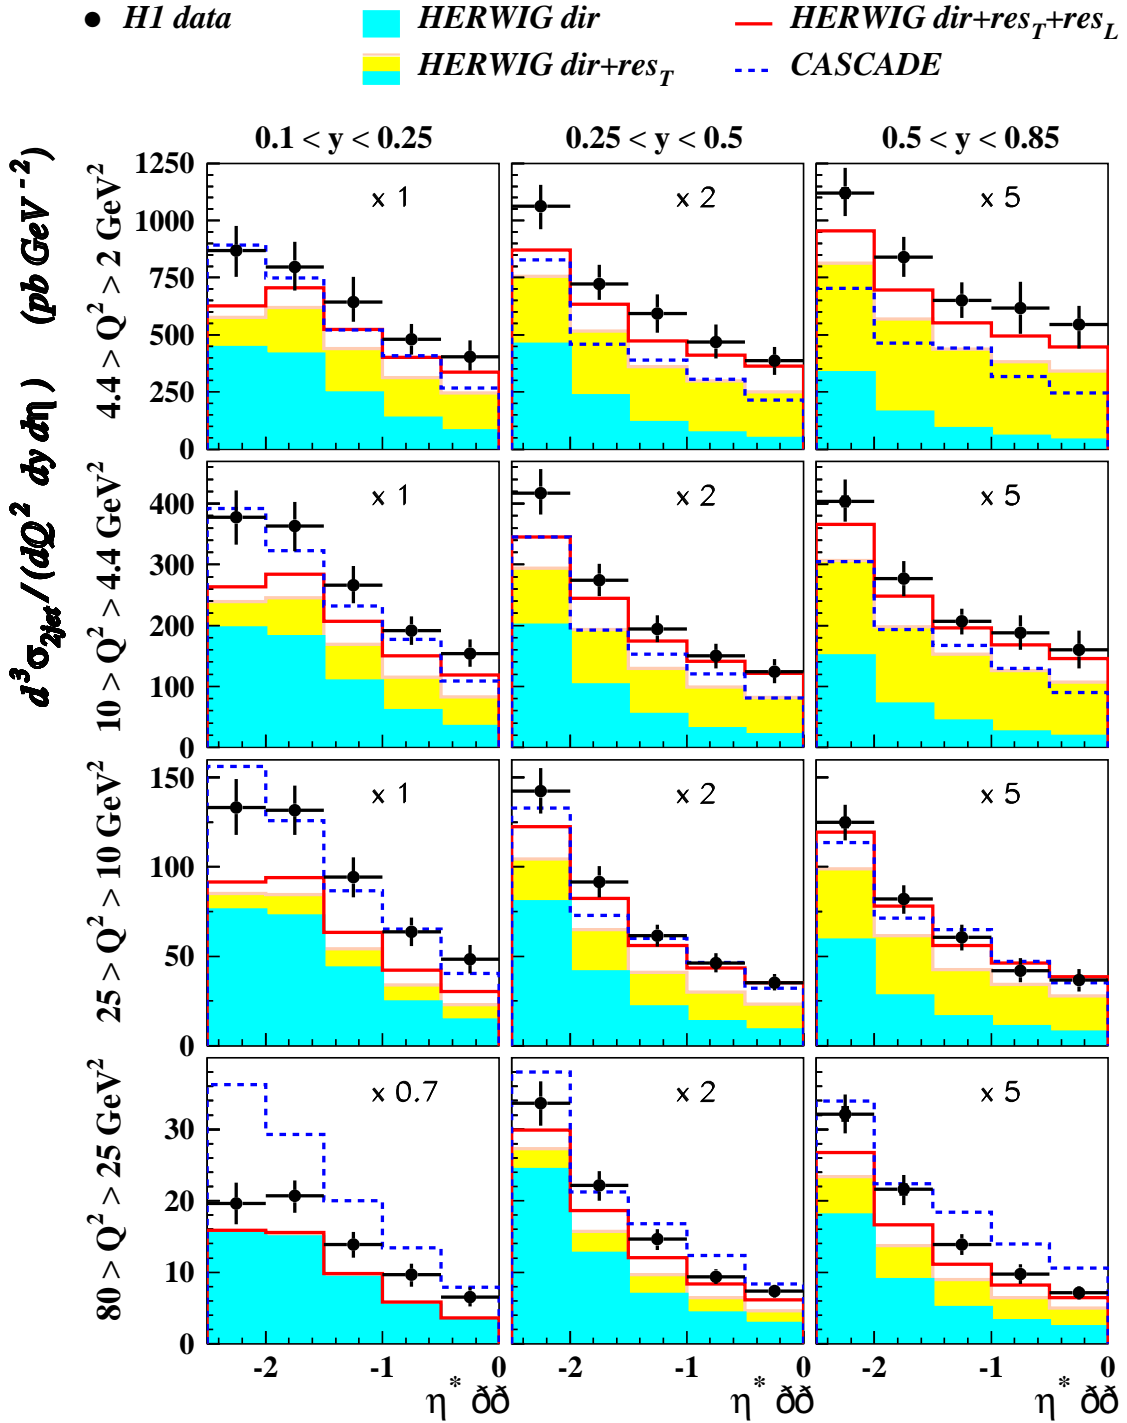 H1 data HERWIG dir HERWIG dir+res_T+res_L
HERWIG dir+res_T CASCADE
0.1 < y < 0.25 0.25 < y < 0.5 0.5 < y < 0.85
d³σ_2jet/(dQ² dy dη) (pb GeV⁻²)
4.4 > Q² > 2 GeV²
1250
1000
750
500
250
0
x 1 x 2 x 5
10 > Q² > 4.4 GeV²
400
300
200
100
0
x 1 x 2 x 5
25 > Q² > 10 GeV²
150
100
50
0
x 1 x 2 x 5
80 > Q² > 25 GeV²
30
20
10
0
x 0.7 x 2 x 5
-2 -1 0 -2 -1 0 -2 -1 0
η* ðð η* ðð η* ðð